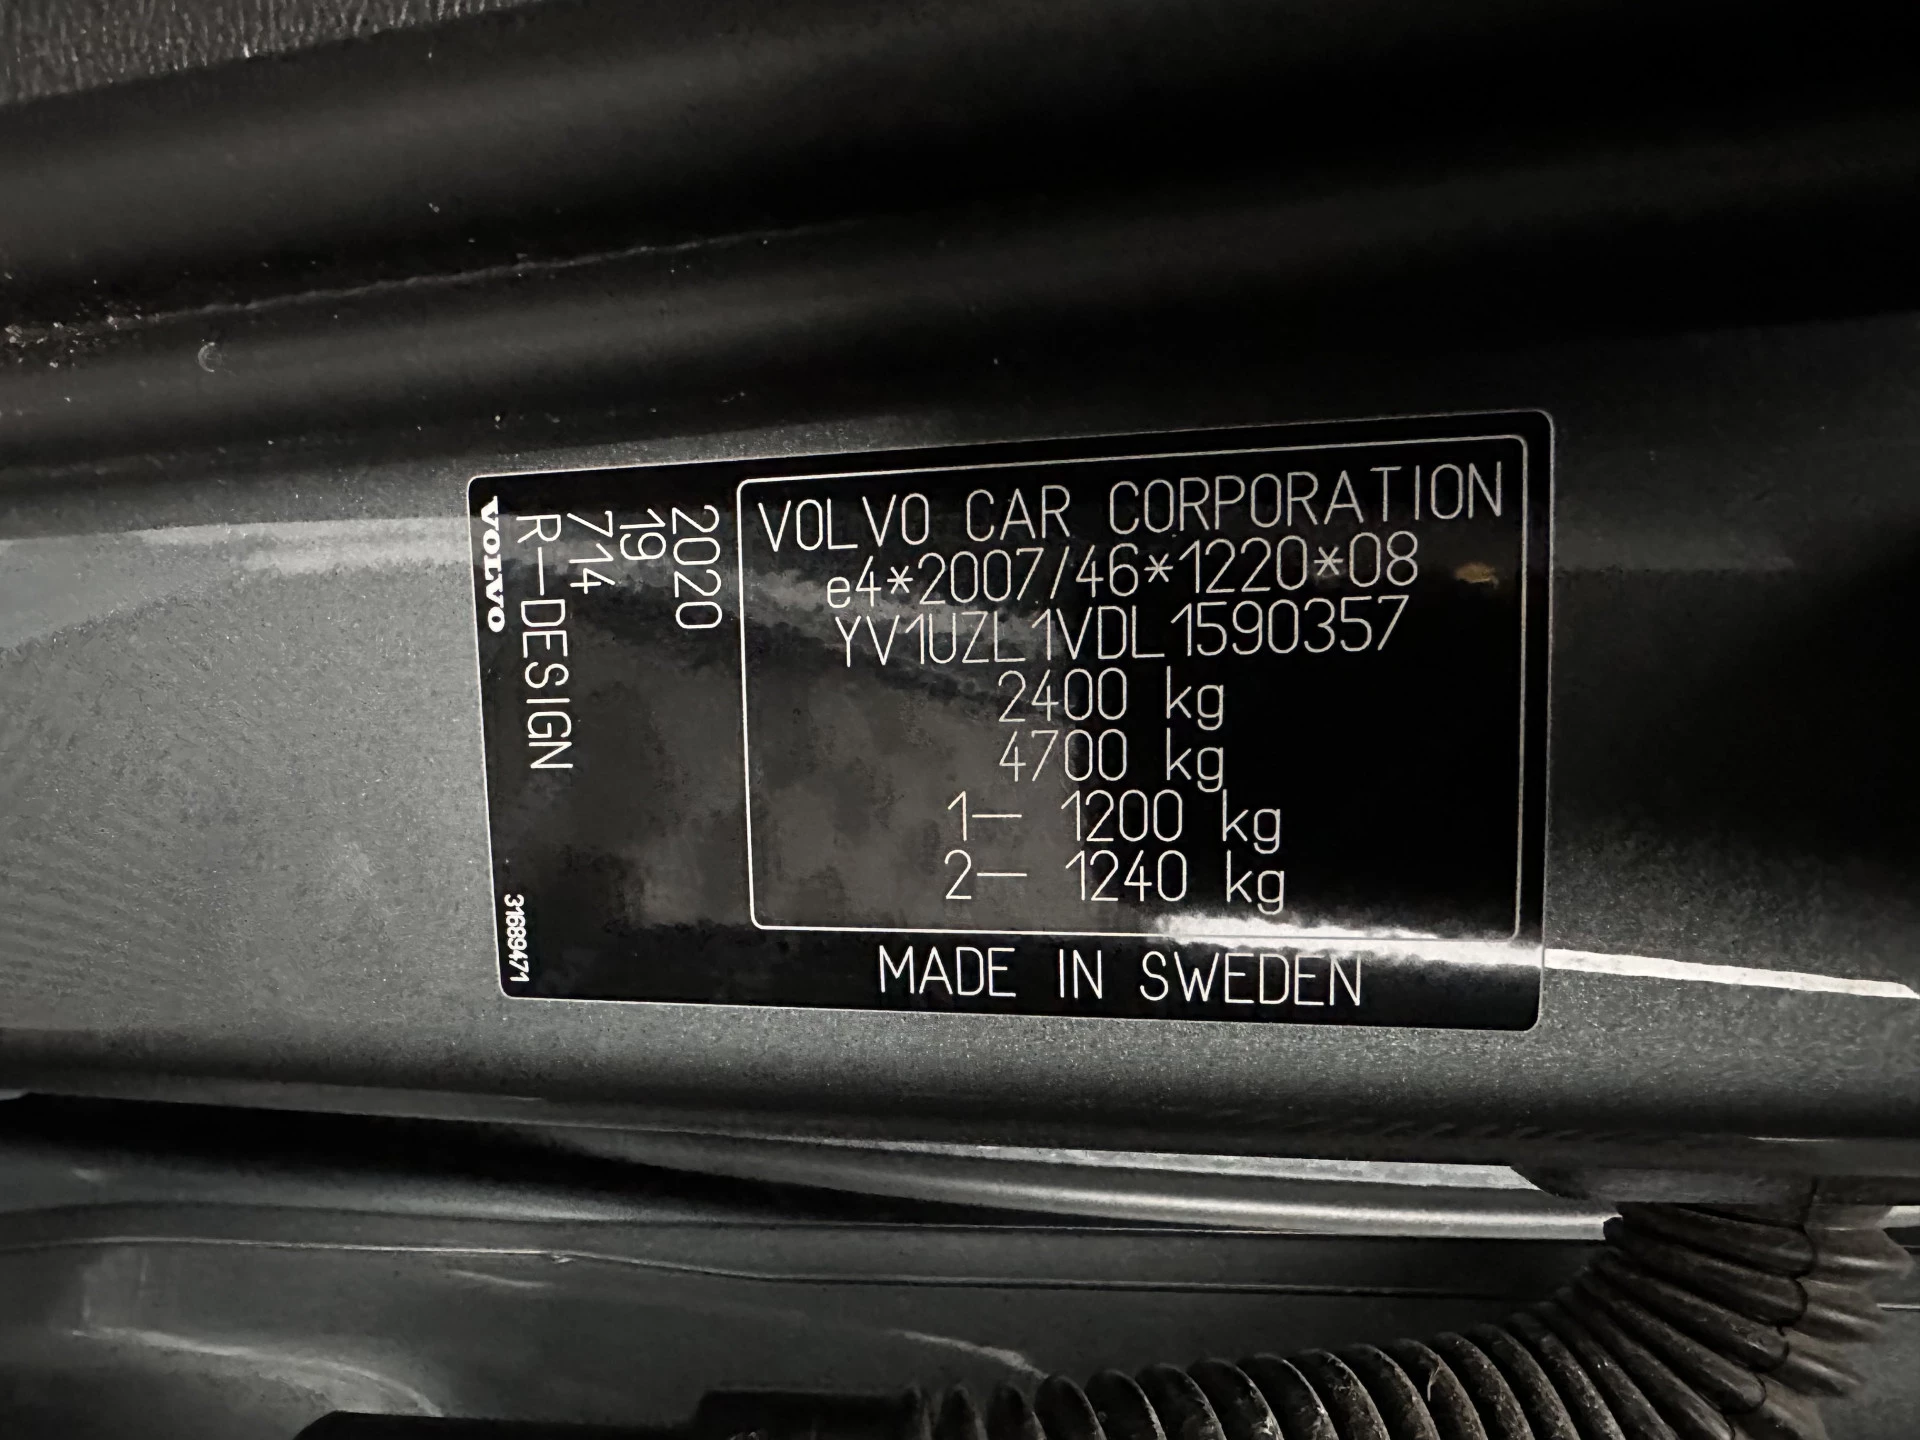 VOLVO CAR CORPORATION
e4*2007/46*1220*08
YV1UZL1VDL1590357
2400 kg
4700 kg
1– 1200 kg
2– 1240 kg
MADE IN SWEDEN
2020
19
714
R–DESIGN
VOLVO
31689471